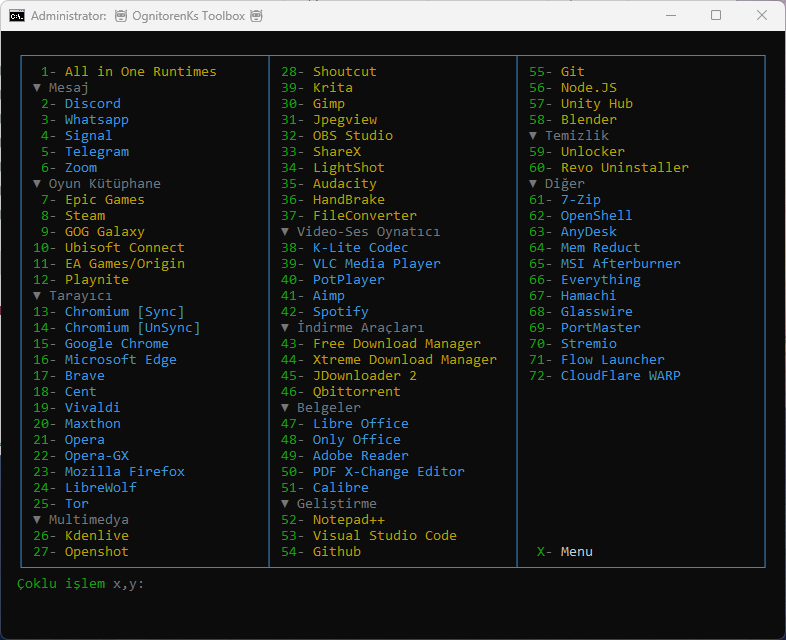 Administrator: OgnitorenKs Toolbox
1- All in One Runtimes
▼ Mesaj
2- Discord
3- Whatsapp
4- Signal
5- Telegram
6- Zoom
▼ Oyun Kütüphane
7- Epic Games
8- Steam
9- GOG Galaxy
10- Ubisoft Connect
11- EA Games/Origin
12- Playnite
▼ Tarayıcı
13- Chromium [Sync]
14- Chromium [UnSync]
15- Google Chrome
16- Microsoft Edge
17- Brave
18- Cent
19- Vivaldi
20- Maxthon
21- Opera
22- Opera-GX
23- Mozilla Firefox
24- LibreWolf
25- Tor
▼ Multimedya
26- Kdenlive
27- Openshot
28- Shoutcut
39- Krita
30- Gimp
31- Jpegview
32- OBS Studio
33- ShareX
34- LightShot
35- Audacity
36- HandBrake
37- FileConverter
▼ Video-Ses Oynatıcı
38- K-Lite Codec
39- VLC Media Player
40- PotPlayer
41- Aimp
42- Spotify
▼ İndirme Araçları
43- Free Download Manager
44- Xtreme Download Manager
45- JDownloader 2
46- Qbittorrent
▼ Belgeler
47- Libre Office
48- Only Office
49- Adobe Reader
50- PDF X-Change Editor
51- Calibre
▼ Geliştirme
52- Notepad++
53- Visual Studio Code
54- Github
55- Git
56- Node.JS
57- Unity Hub
58- Blender
▼ Temizlik
59- Unlocker
60- Revo Uninstaller
▼ Diğer
61- 7-Zip
62- OpenShell
63- AnyDesk
64- Mem Reduct
65- MSI Afterburner
66- Everything
67- Hamachi
68- Glasswire
69- PortMaster
70- Stremio
71- Flow Launcher
72- CloudFlare WARP
X- Menu
Çoklu işlem x,y: